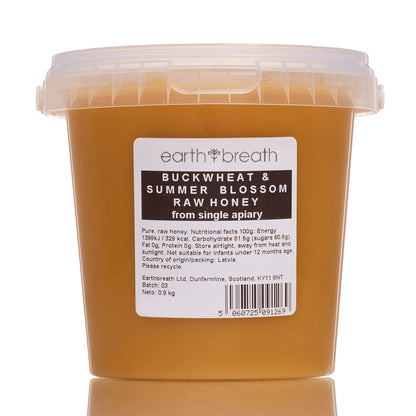 earth breath
BUCKWHEAT &
SUMMER BLOSSOM
RAW HONEY
from single apiary
Pure, raw honey. Nutritional facts 100g: Energy
1398kJ / 329 kcal, Carbohydrate 81.5g (sugars 80.8g),
Fat 0g, Protein 0g. Store airtight, away from heat and
sunlight. Not suitable for infants under 12 months age
Country of origin/packing: Latvia.
Please recycle.
Earthbreath Ltd, Dunfermline, Scotland, KY11 8NT
Batch: 03
Neto: 0.9 kg
5 060725 091269